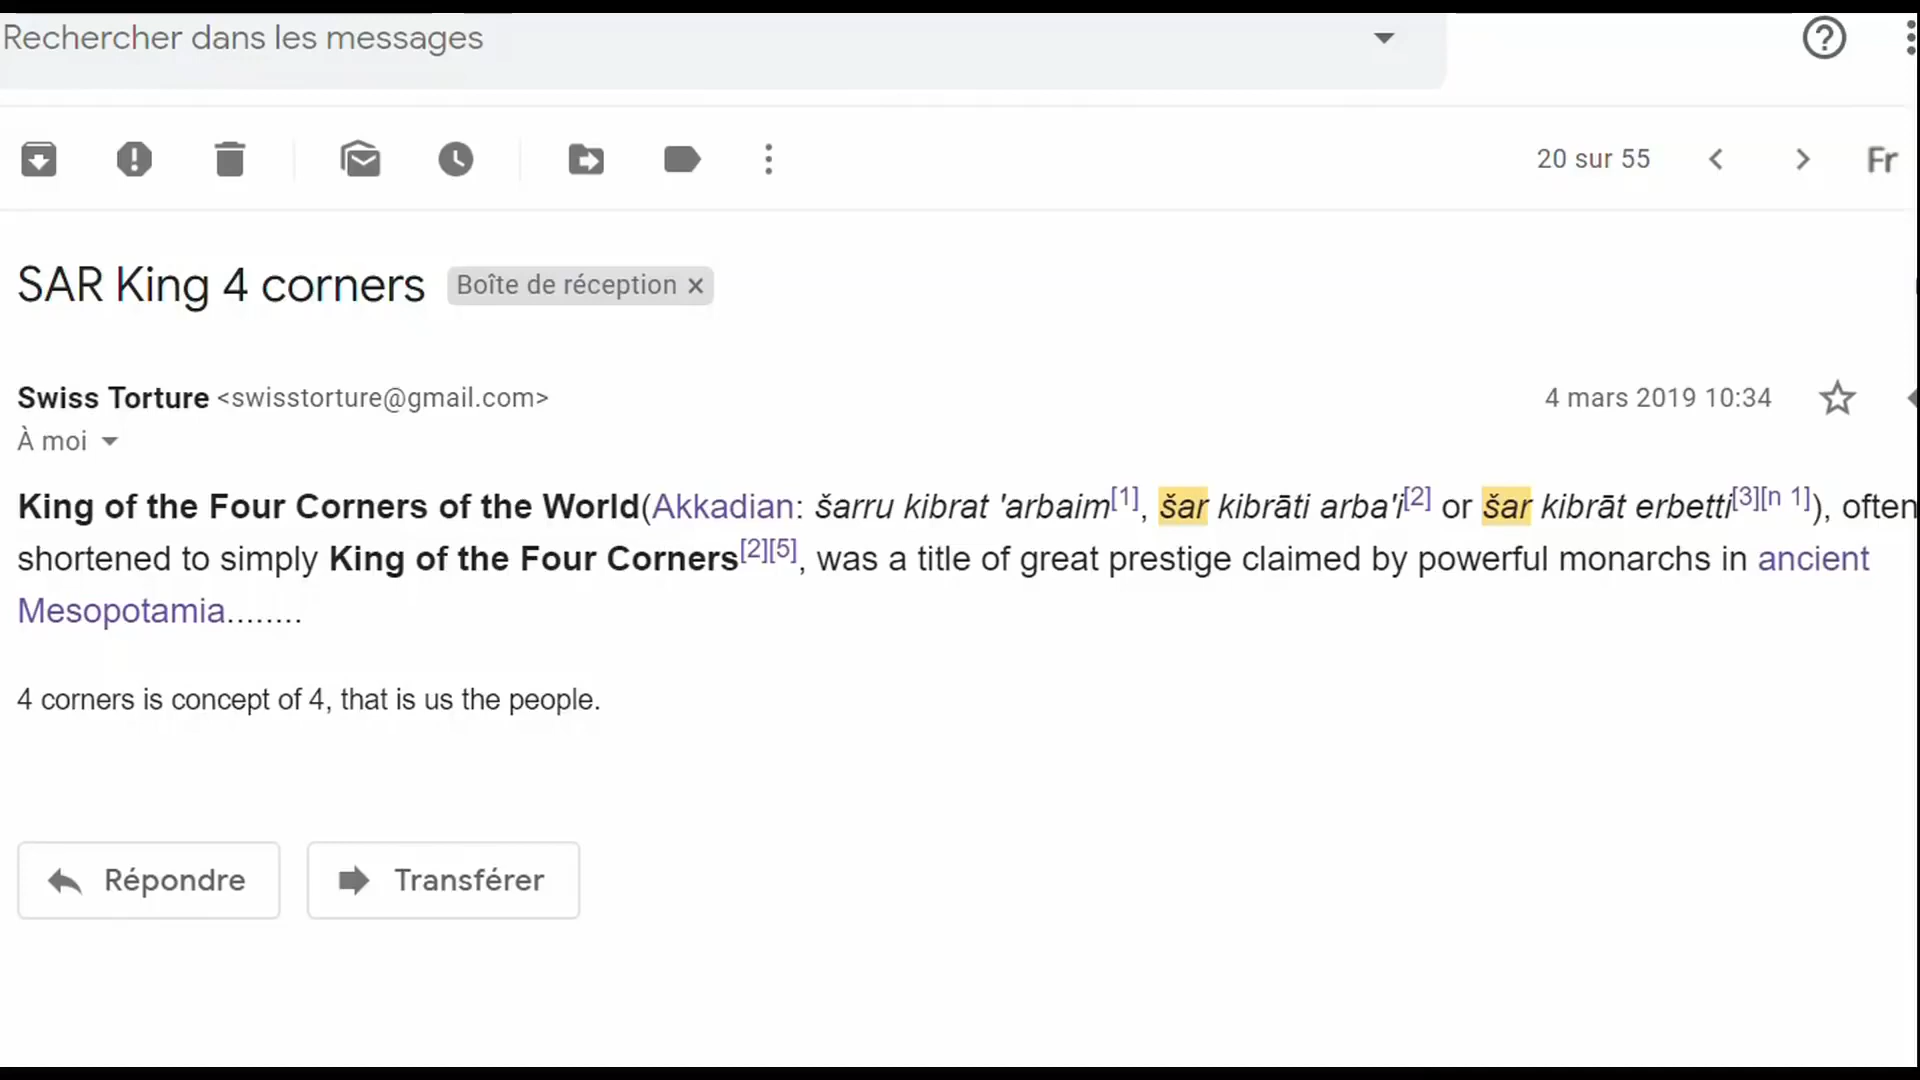 Rechercher dans les messages
20 sur 55
Fr
SAR King 4 corners Boîte de réception ×
Swiss Torture <swisstorture@gmail.com> 4 mars 2019 10:34
À moi
King of the Four Corners of the World(Akkadian: šarru kibrat 'arbaim[1], šar kibrāti arba'i[2] or šar kibrāt erbetti[3][n 1]), often
shortened to simply King of the Four Corners[2][5], was a title of great prestige claimed by powerful monarchs in ancient
Mesopotamia........
4 corners is concept of 4, that is us the people.
Répondre Transférer